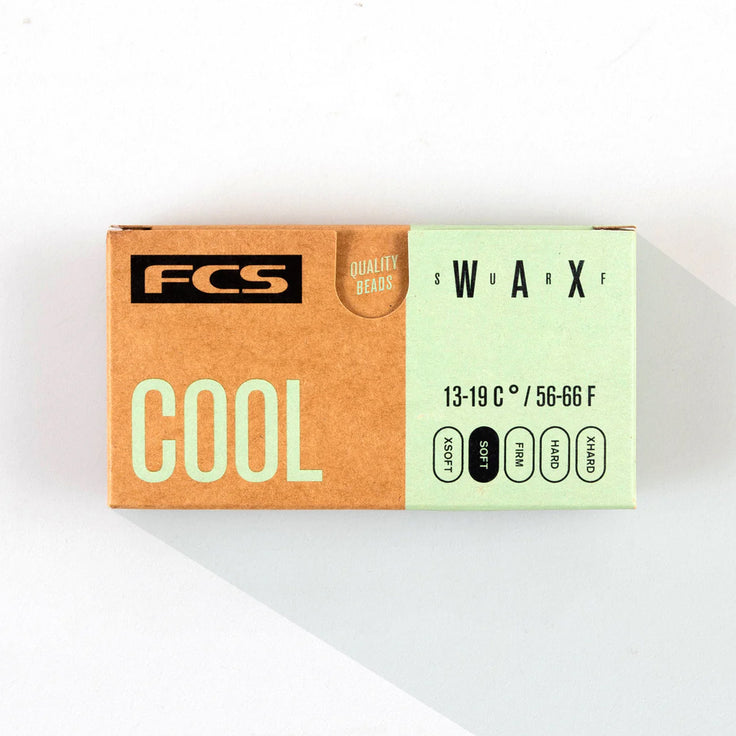 FCS
QUALITY
BEADS
COOL
S W U A R X F
13-19 C° / 56-66 F
XSOFT
SOFT
FIRM
HARD
XHARD